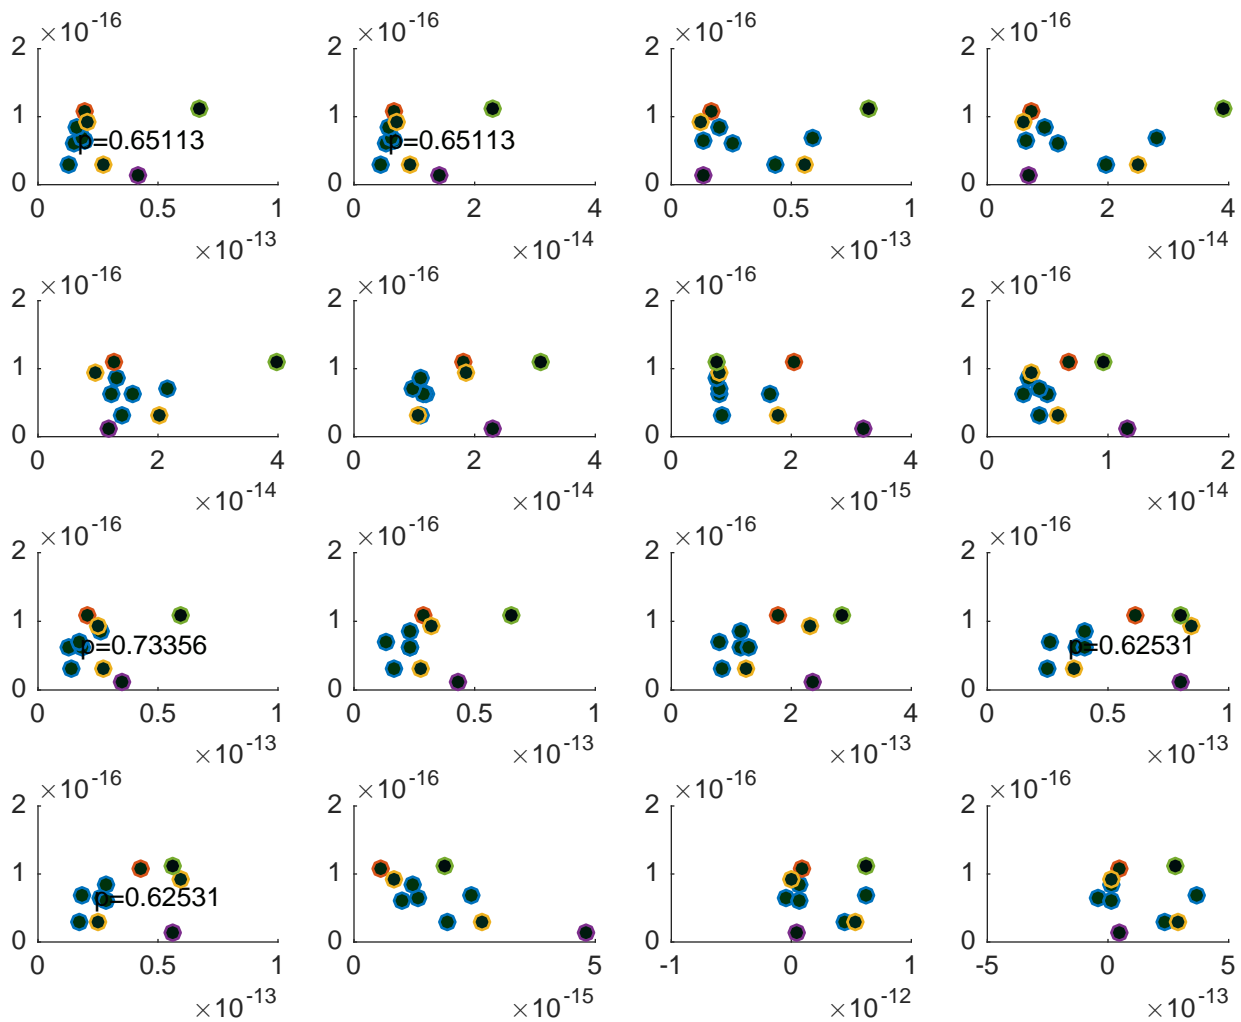 ×10-16 ×10-16 ×10-16 ×10-16
2 2 2 2
1 1 1 1
p=0.65113 p=0.65113
0 0 0 0
0 0.5 1 0 2 4 0 0.5 1 0 2 4
×10-13 ×10-14 ×10-13 ×10-14
×10-16 ×10-16 ×10-16 ×10-16
2 2 2 2
1 1 1 1
0 0 0 0
0 2 4 0 2 4 0 2 4 0 1 2
×10-14 ×10-14 ×10-15 ×10-14
×10-16 ×10-16 ×10-16 ×10-16
2 2 2 2
1 1 1 1
p=0.73356 p=0.62531
0 0 0 0
0 0.5 1 0 0.5 1 0 2 4 0 0.5 1
×10-13 ×10-13 ×10-13 ×10-13
×10-16 ×10-16 ×10-16 ×10-16
2 2 2 2
1 1 1 1
p=0.62531
0 0 0 0
0 0.5 1 0 5 -1 0 1 -5 0 5
×10-13 ×10-15 ×10-12 ×10-13